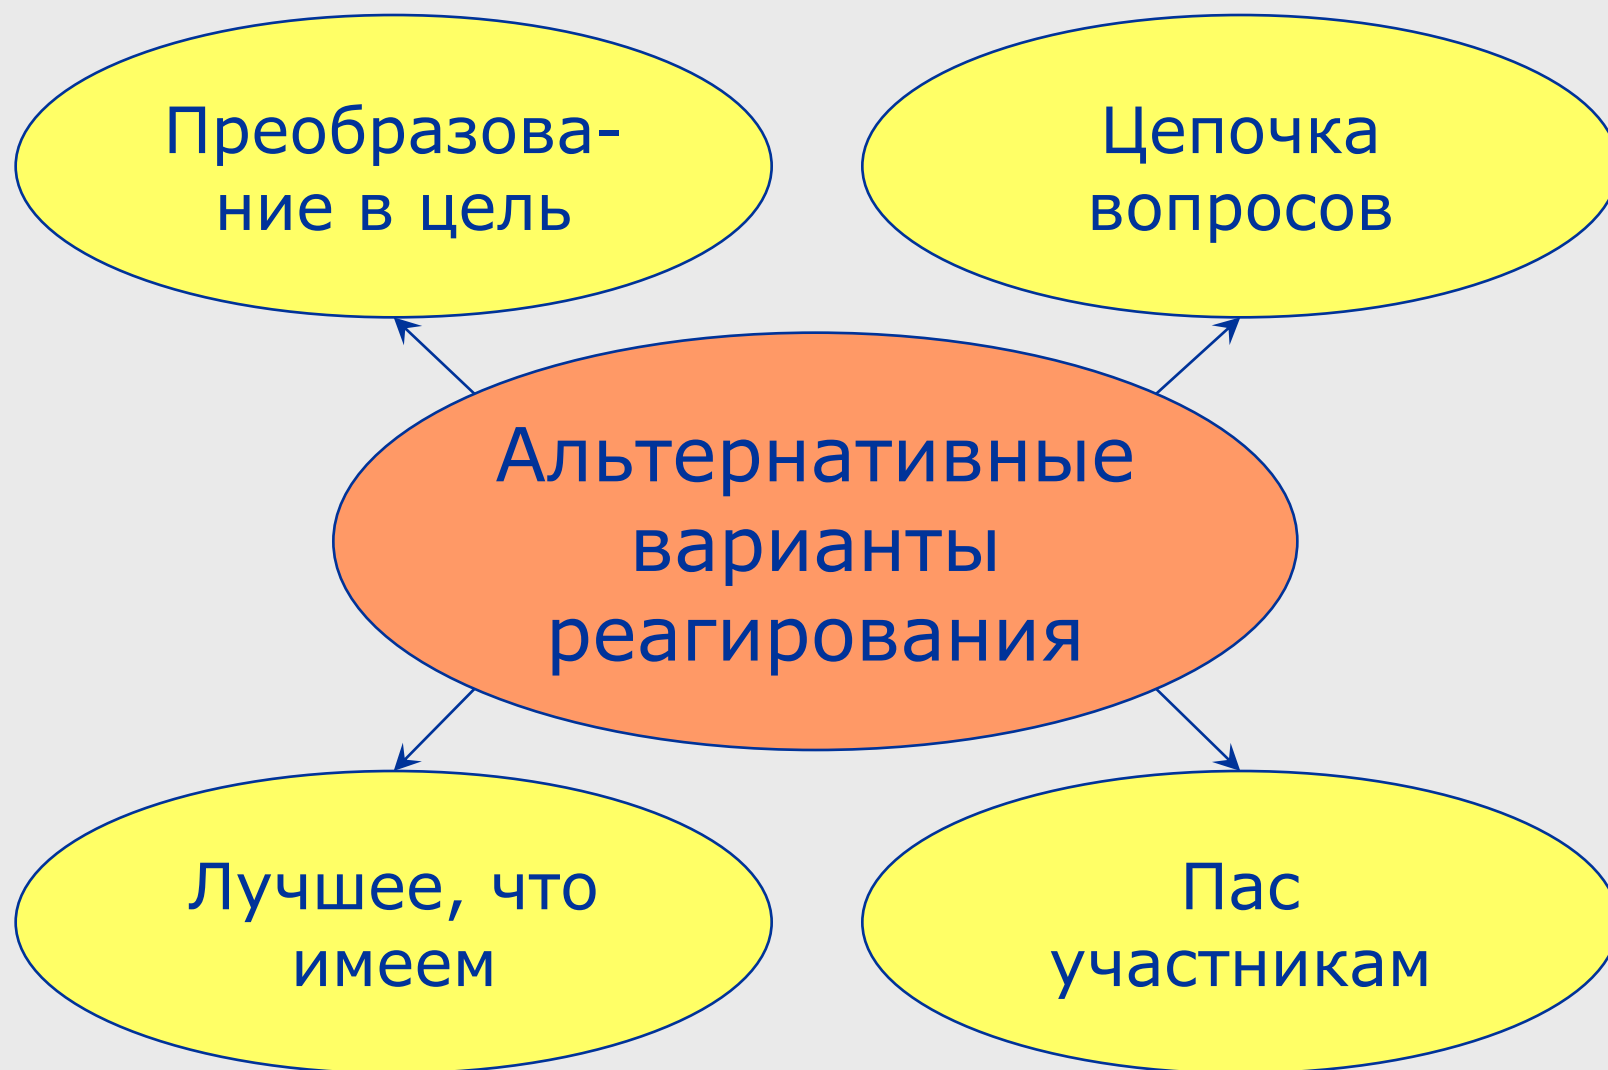 Преобразова-
ние в цель
Цепочка
вопросов
Альтернативные
варианты
реагирования
Лучшее, что
имеем
Пас
участникам